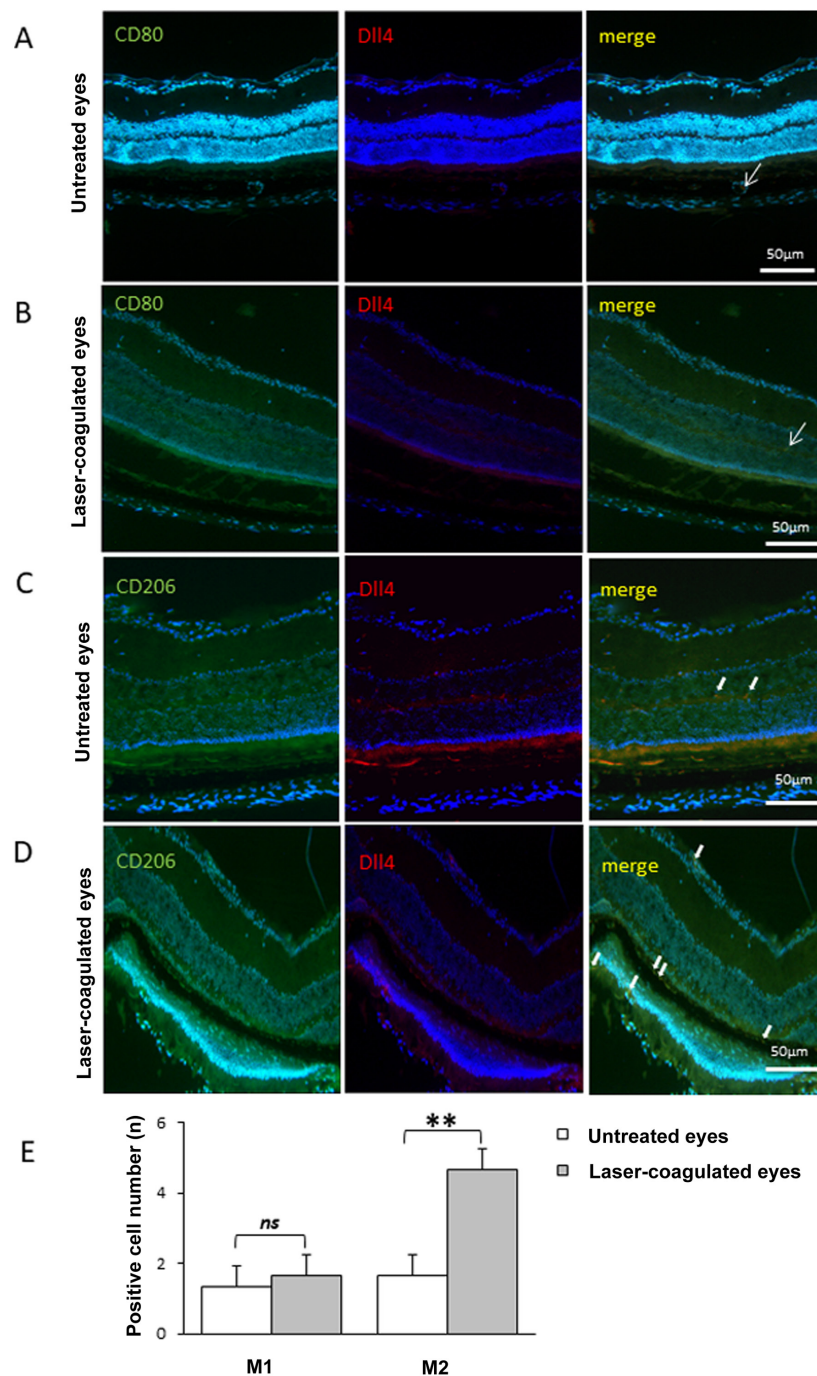 A
Untreated eyes
CD80
Dll4
merge
50µm
B
Laser-coagulated eyes
CD80
Dll4
merge
50µm
C
Untreated eyes
CD206
Dll4
merge
50µm
D
Laser-coagulated eyes
CD206
Dll4
merge
50µm
E
Positive cell number (n)
6
4
2
0
ns
**
M1
M2
Untreated eyes
Laser-coagulated eyes